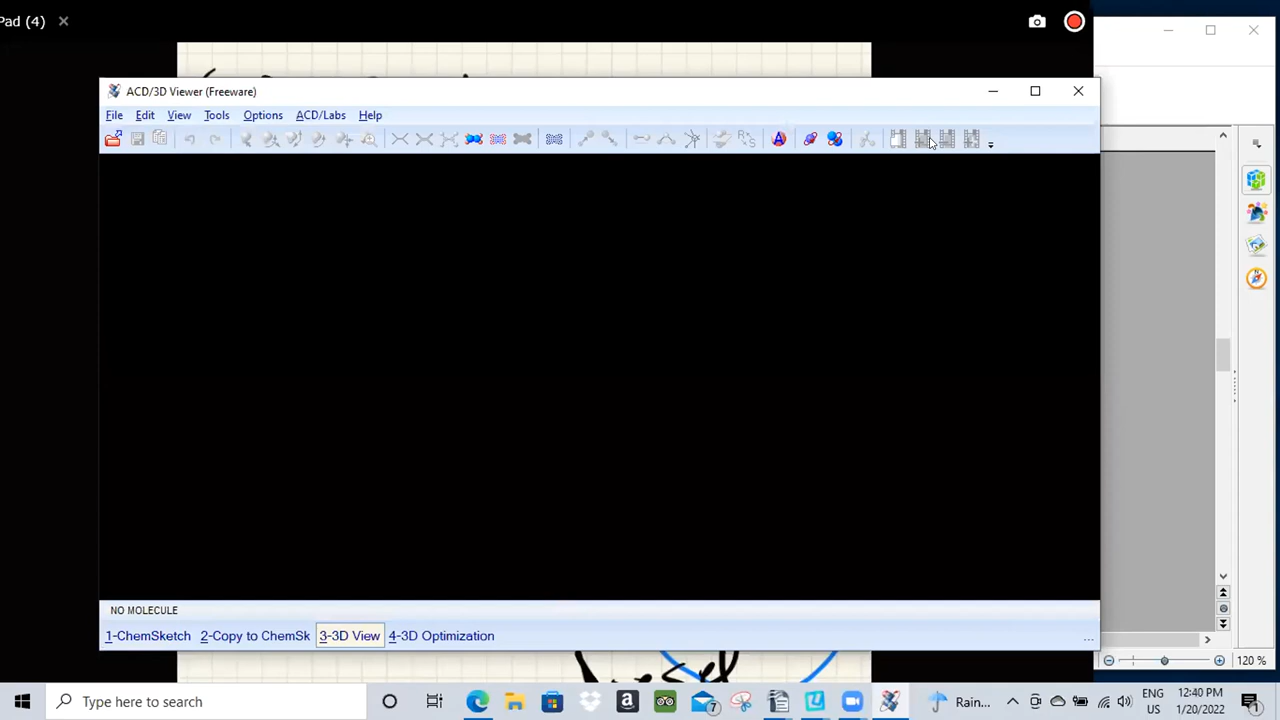 Pad (4)
ACD/3D Viewer (Freeware)
File Edit View Tools Options ACD/Labs Help
NO MOLECULE
1-ChemSketch 2-Copy to ChemSk 3-3D View 4-3D Optimization
120 %
Type here to search
7
Rain...
ENG
US
12:40 PM
1/20/2022
1